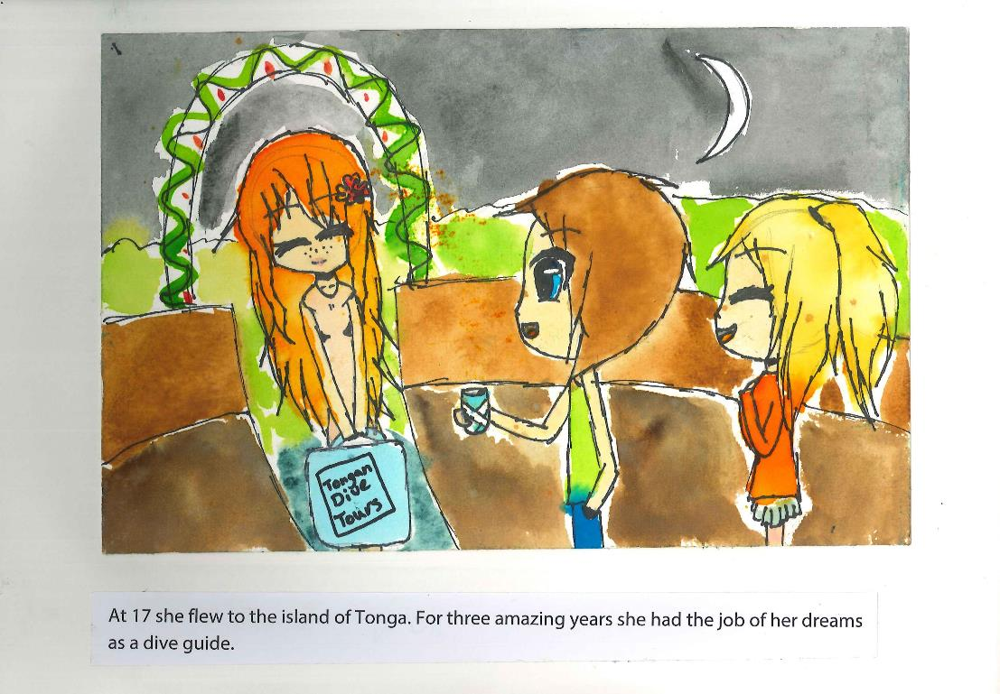 Tongan
Dive
Tours
At 17 she flew to the island of Tonga. For three amazing years she had the job of her dreams
as a dive guide.